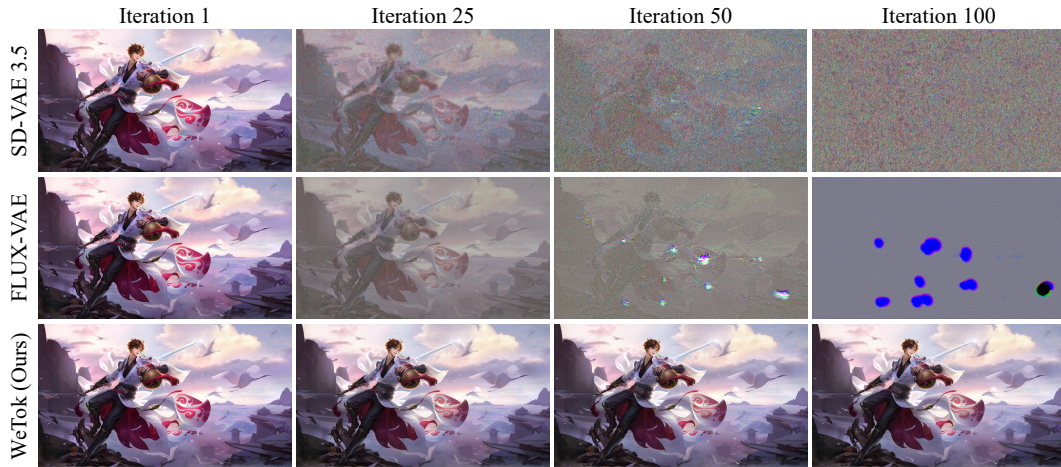 Iteration 1
Iteration 25
Iteration 50
Iteration 100
SD-VAE 3.5
FLUX-VAE
WeTok (Ours)